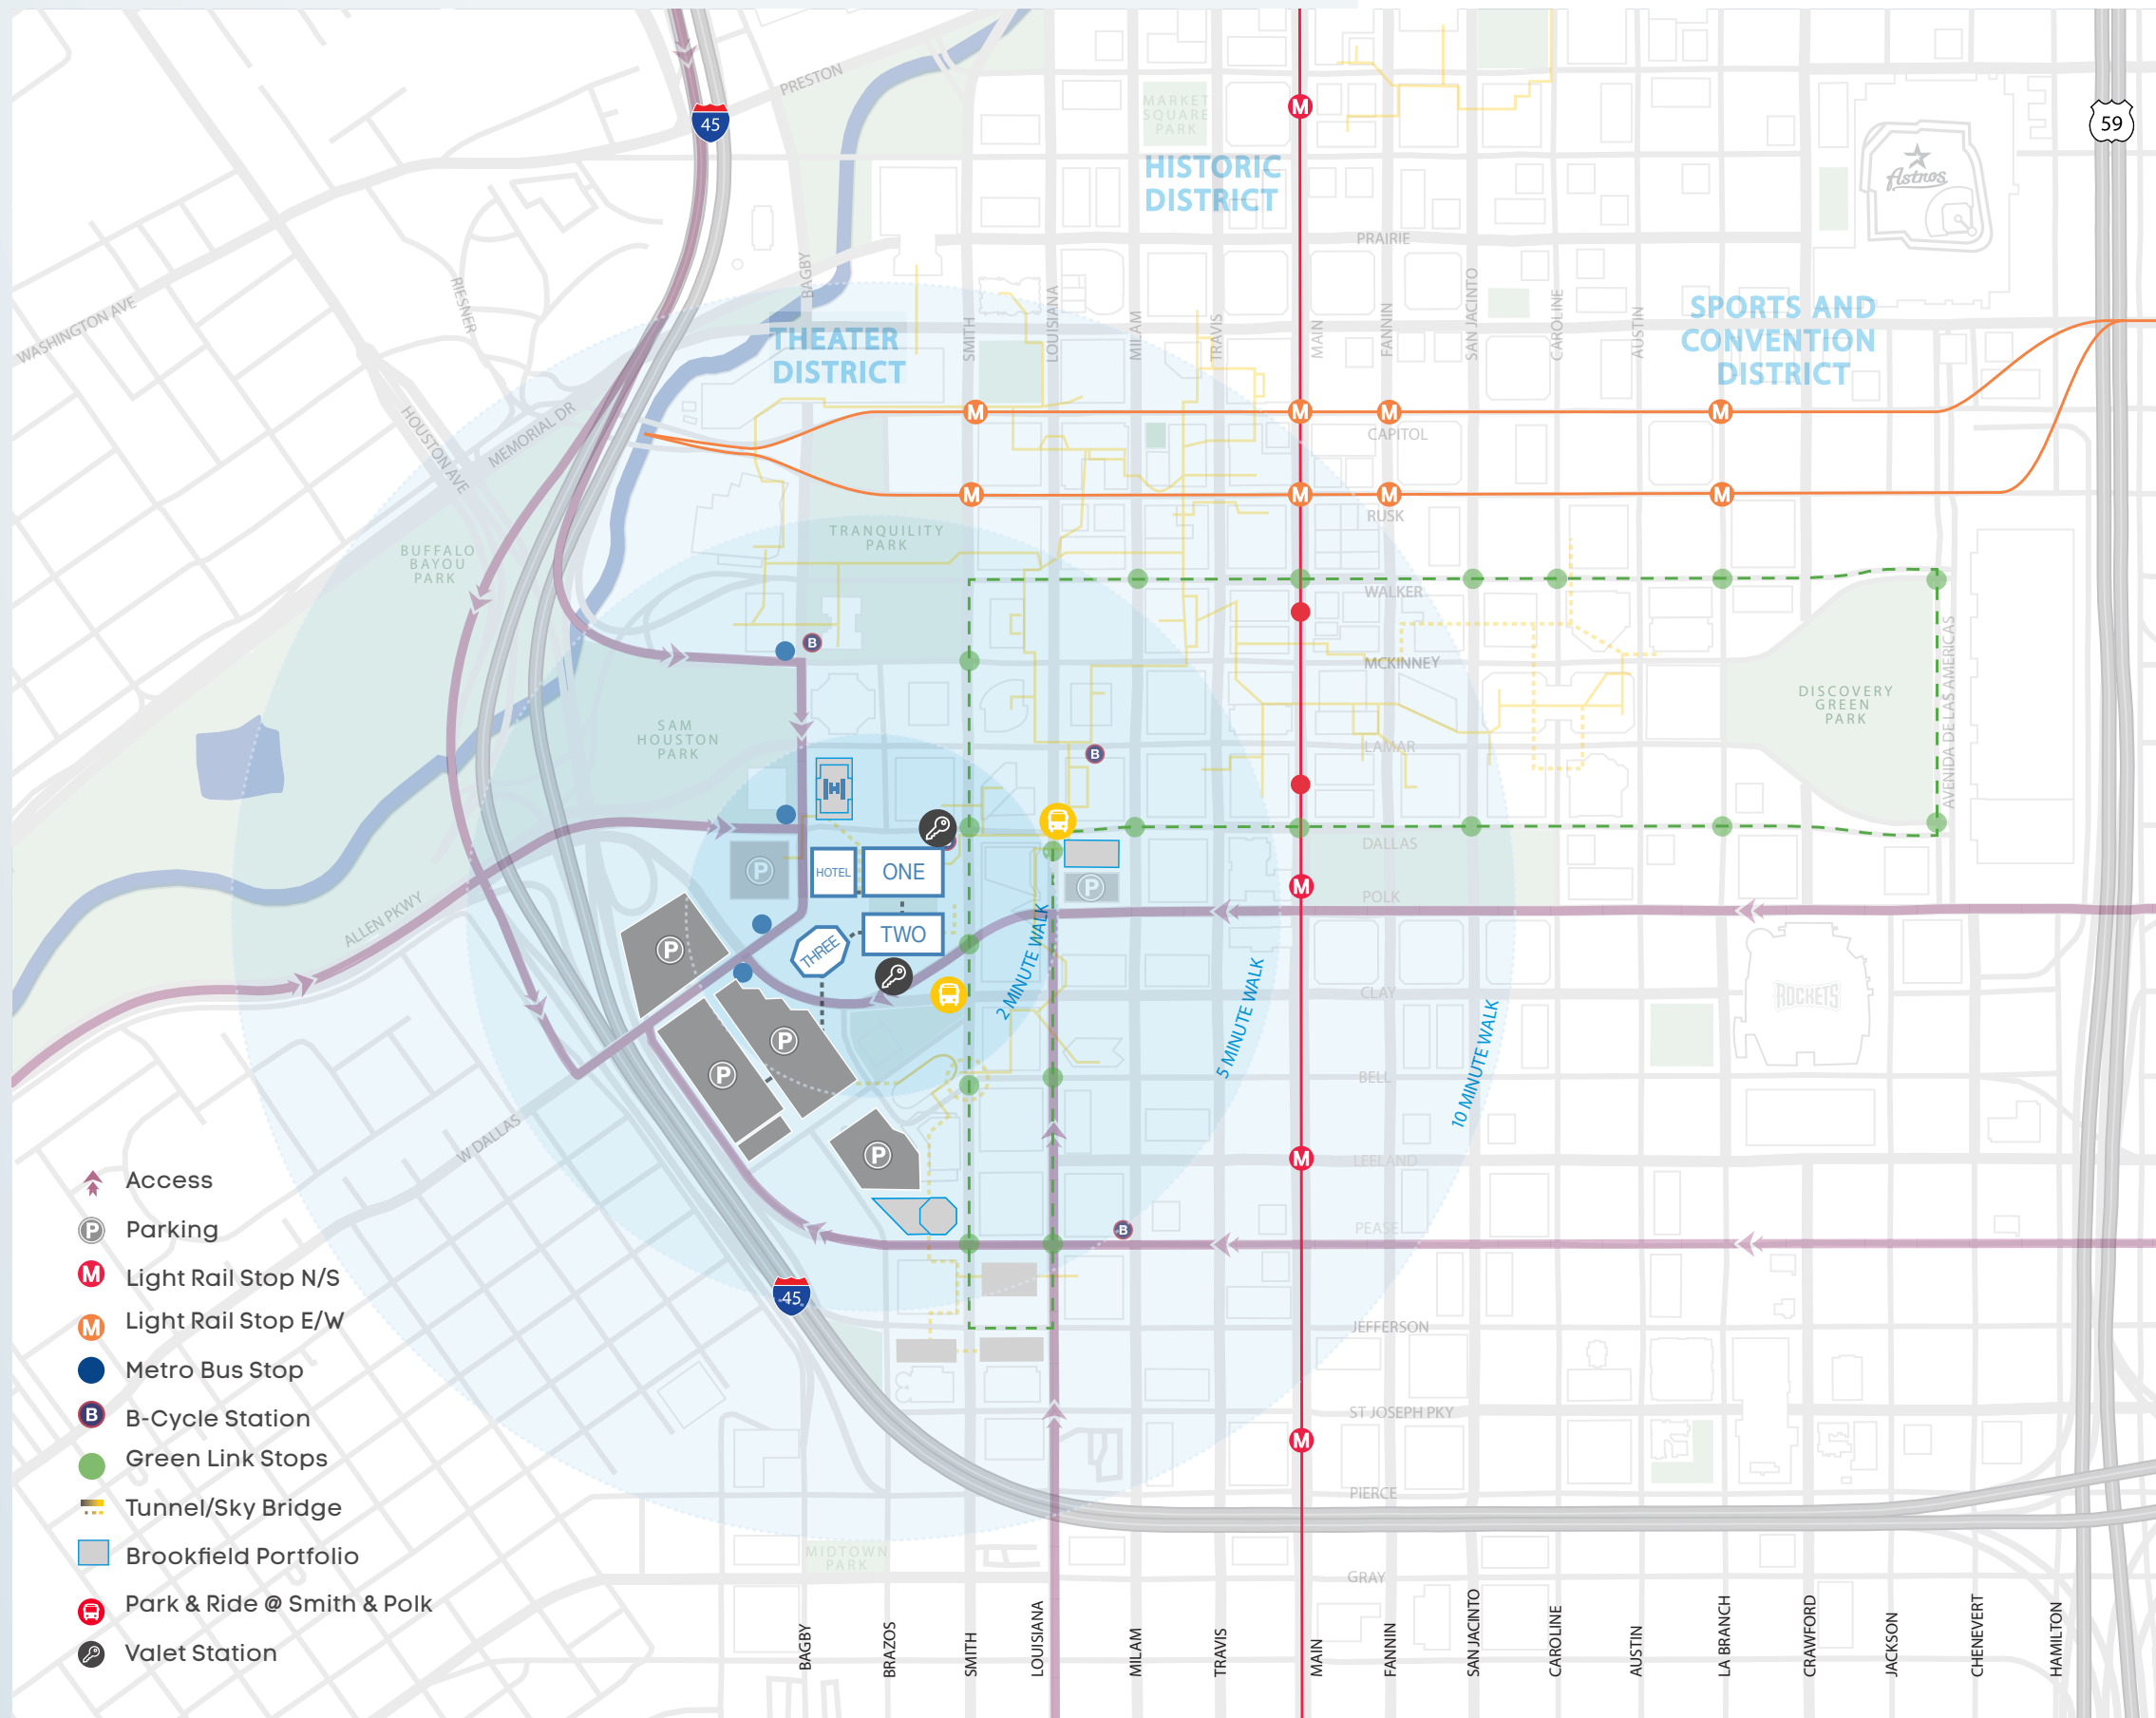 45
PRESTON
59
MARKET
SQUARE
PARK
M
HISTORIC
DISTRICT
Astros
PRAIRIE
WASHINGTON AVE
RIESNER
BAGBY
SMITH
LOUISIANA
MILAM
TRAVIS
MAIN
FANNIN
SAN JACINTO
CAROLINE
AUSTIN
THEATER
DISTRICT
SPORTS AND
CONVENTION
DISTRICT
HOUSTON AVE
MEMORIAL DR
M
M
M
M
CAPITOL
M
M
M
M
RUSK
BUFFALO
BAYOU
PARK
TRANQUILITY
PARK
WALKER
B
MCKINNEY
AVENIDA DE LAS AMERICAS
DISCOVERY
GREEN
PARK
SAM
HOUSTON
PARK
LAMAR
B
H
DALLAS
P
HOTEL
ONE
P
M
POLK
ALLEN PKWY
P
THREE
TWO
2 MINUTE WALK
5 MINUTE WALK
10 MINUTE WALK
CLAY
ROCKETS
P
P
BELL
W DALLAS
P
M
LEELAND
B
PEASE
45
JEFFERSON
ST JOSEPH PKY
M
PIERCE
MIDTOWN
PARK
GRAY
Access
P Parking
M Light Rail Stop N/S
M Light Rail Stop E/W
Metro Bus Stop
B B-Cycle Station
Green Link Stops
Tunnel/Sky Bridge
Brookfield Portfolio
Park & Ride @ Smith & Polk
Valet Station
BAGBY
BRAZOS
SMITH
LOUISIANA
MILAM
TRAVIS
MAIN
FANNIN
SAN JACINTO
CAROLINE
AUSTIN
LA BRANCH
CRAWFORD
JACKSON
CHENEVERT
HAMILTON